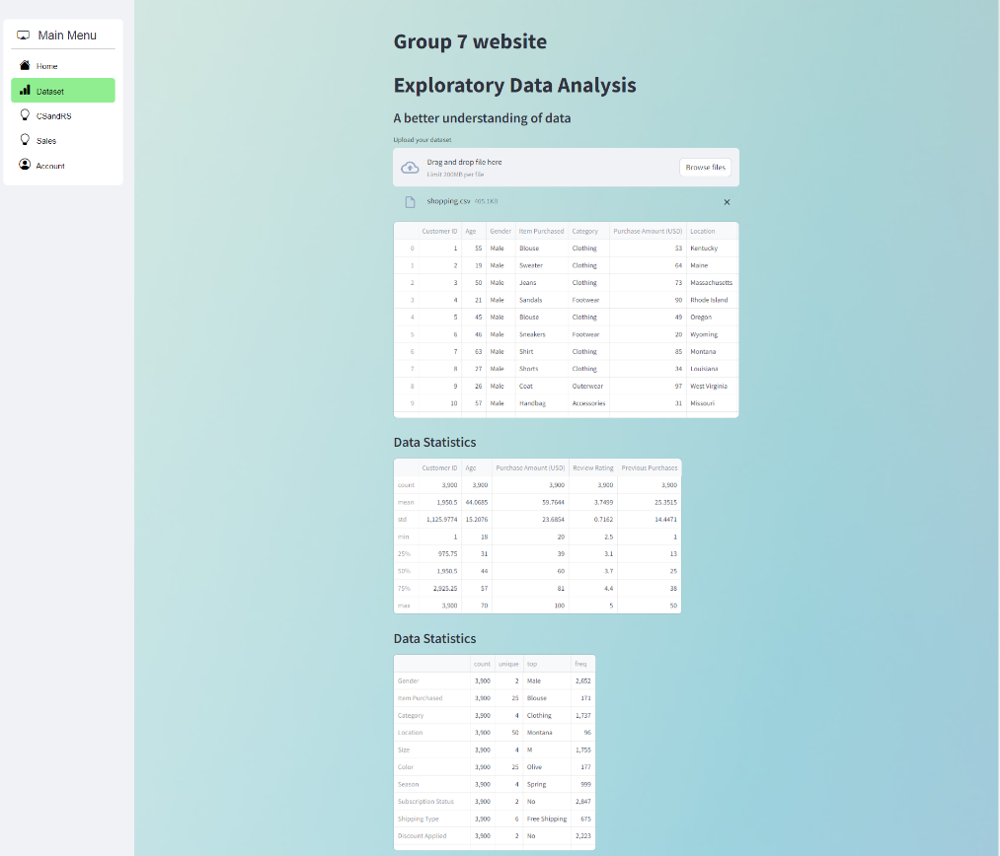 Main Menu
Home
Dataset
CSandRS
Sales
Account
Group 7 website
Exploratory Data Analysis
A better understanding of data
Upload your dataset
Drag and drop file here
Limit 200MB per file
Browse files
shopping.csv 405.1KB
Customer ID Age Gender Item Purchased Category Purchase Amount (USD) Location
0 1 55 Male Blouse Clothing 53 Kentucky
1 2 19 Male Sweater Clothing 64 Maine
2 3 50 Male Jeans Clothing 73 Massachusetts
3 4 21 Male Sandals Footwear 90 Rhode Island
4 5 45 Male Blouse Clothing 49 Oregon
5 6 46 Male Sneakers Footwear 20 Wyoming
6 7 63 Male Shirt Clothing 85 Montana
7 8 27 Male Shorts Clothing 34 Louisiana
8 9 26 Male Coat Outerwear 97 West Virginia
9 10 57 Male Handbag Accessories 31 Missouri
Data Statistics
Customer ID Age Purchase Amount (USD) Review Rating Previous Purchases
count 3,900 3,900 3,900 3,900 3,900
mean 1,950.5 44.0685 59.7644 3.7499 25.3515
std 1,125.9774 15.2076 23.6854 0.7162 14.4471
min 1 18 20 2.5 1
25% 975.75 31 39 3.1 13
50% 1,950.5 44 60 3.7 25
75% 2,925.25 57 81 4.4 38
max 3,900 70 100 5 50
Data Statistics
count unique top freq
Gender 3,900 2 Male 2,652
Item Purchased 3,900 25 Blouse 171
Category 3,900 4 Clothing 1,737
Location 3,900 50 Montana 96
Size 3,900 4 M 1,755
Color 3,900 25 Olive 177
Season 3,900 4 Spring 999
Subscription Status 3,900 2 No 2,847
Shipping Type 3,900 6 Free Shipping 675
Discount Applied 3,900 2 No 2,223